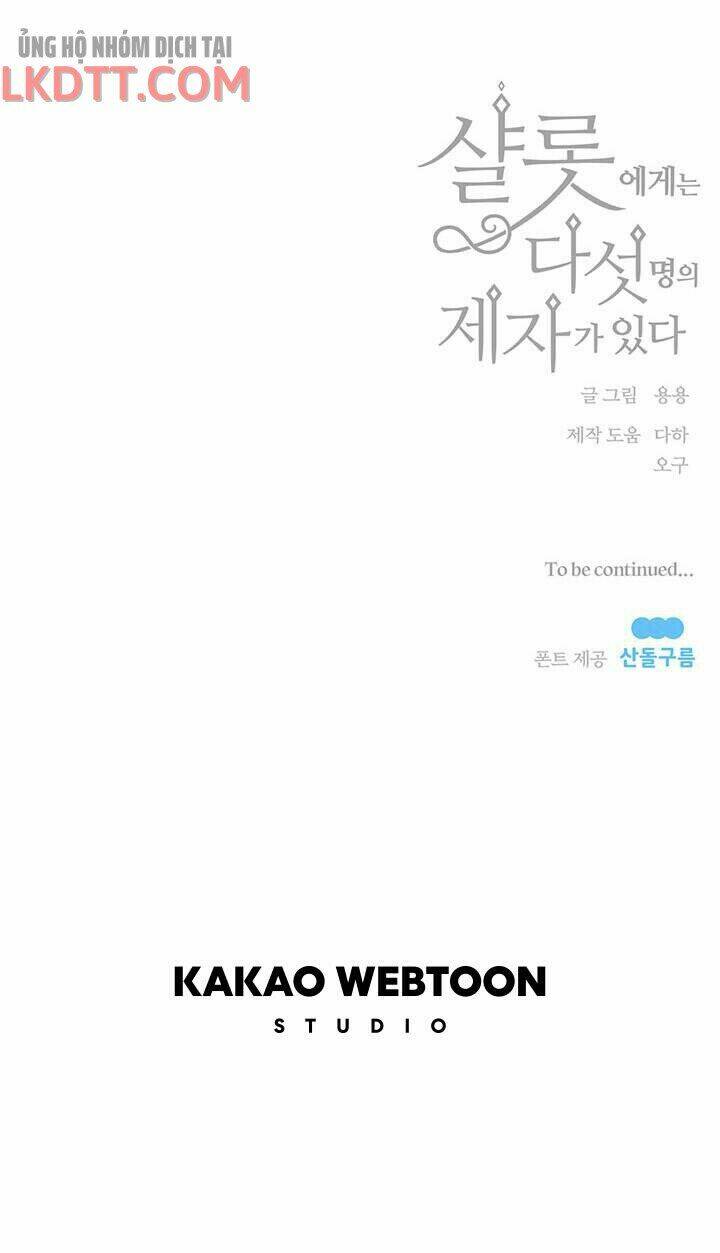 ỦNG HỘ NHÓM DỊCH TẠI
LKDTT.COM
샬롯에게는
다섯명의
제자가 있다
글 그림 용용
제작 도움 다하
오구
To be continued...
폰트 제공 산돌구름
KAKAO WEBTOON
STUDIO